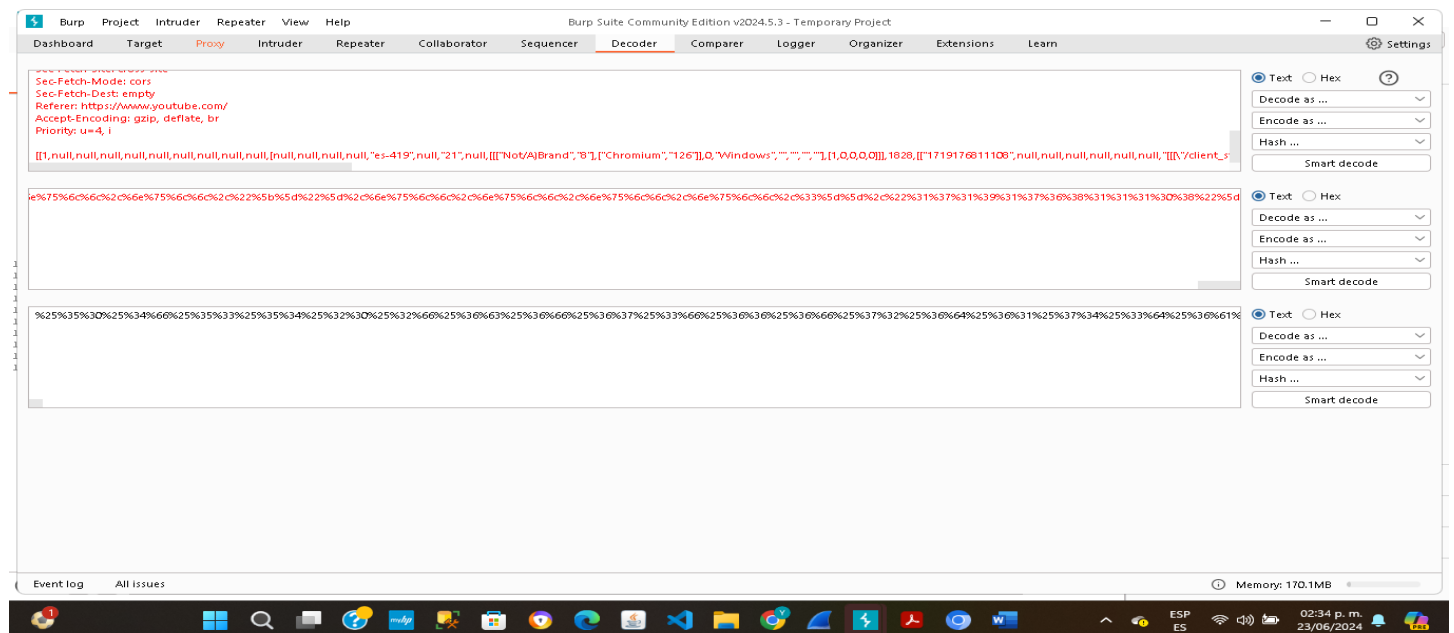 Burp Project Intruder Repeater View Help Burp Suite Community Edition v2024.5.3 - Temporary Project
Dashboard Target Proxy Intruder Repeater Collaborator Sequencer Decoder Comparer Logger Organizer Extensions Learn Settings
Sec-Fetch-Mode: cors
Sec-Fetch-Dest: empty
Referer: https://www.youtube.com/
Accept-Encoding: gzip, deflate, br
Priority: u=4, i
[[1,null,null,null,null,null,null,null,null,null,[null,null,null,null,"es-419",null,"21",null,[[["Not/A)Brand","8"],["Chromium","126"]],0,"Windows","","","",""],[1,0,0,0,0]]],1828,[["1719176811108",null,null,null,null,null,null,"[[[\"/client_s
Text Hex ?
Decode as ...
Encode as ...
Hash ...
Smart decode
%75%6c%6c%2c%6e%75%6c%6c%2c%22%5b%5d%22%5d%2c%6e%75%6c%6c%2c%6e%75%6c%6c%2c%6e%75%6c%6c%2c%6e%75%6c%6c%2c%33%5d%5d%2c%22%31%37%31%39%31%37%36%38%31%31%31%30%38%22%5d
Text Hex
Decode as ...
Encode as ...
Hash ...
Smart decode
%25%35%30%25%34%66%25%35%33%25%35%34%25%32%30%25%32%66%25%36%63%25%36%66%25%36%37%25%33%66%25%36%36%25%36%66%25%37%32%25%36%64%25%36%31%25%37%34%25%33%64%25%36%61%
Text Hex
Decode as ...
Encode as ...
Hash ...
Smart decode
Event log All issues Memory: 170.1MB
1 ESP 02:34 p. m.
ES 23/06/2024